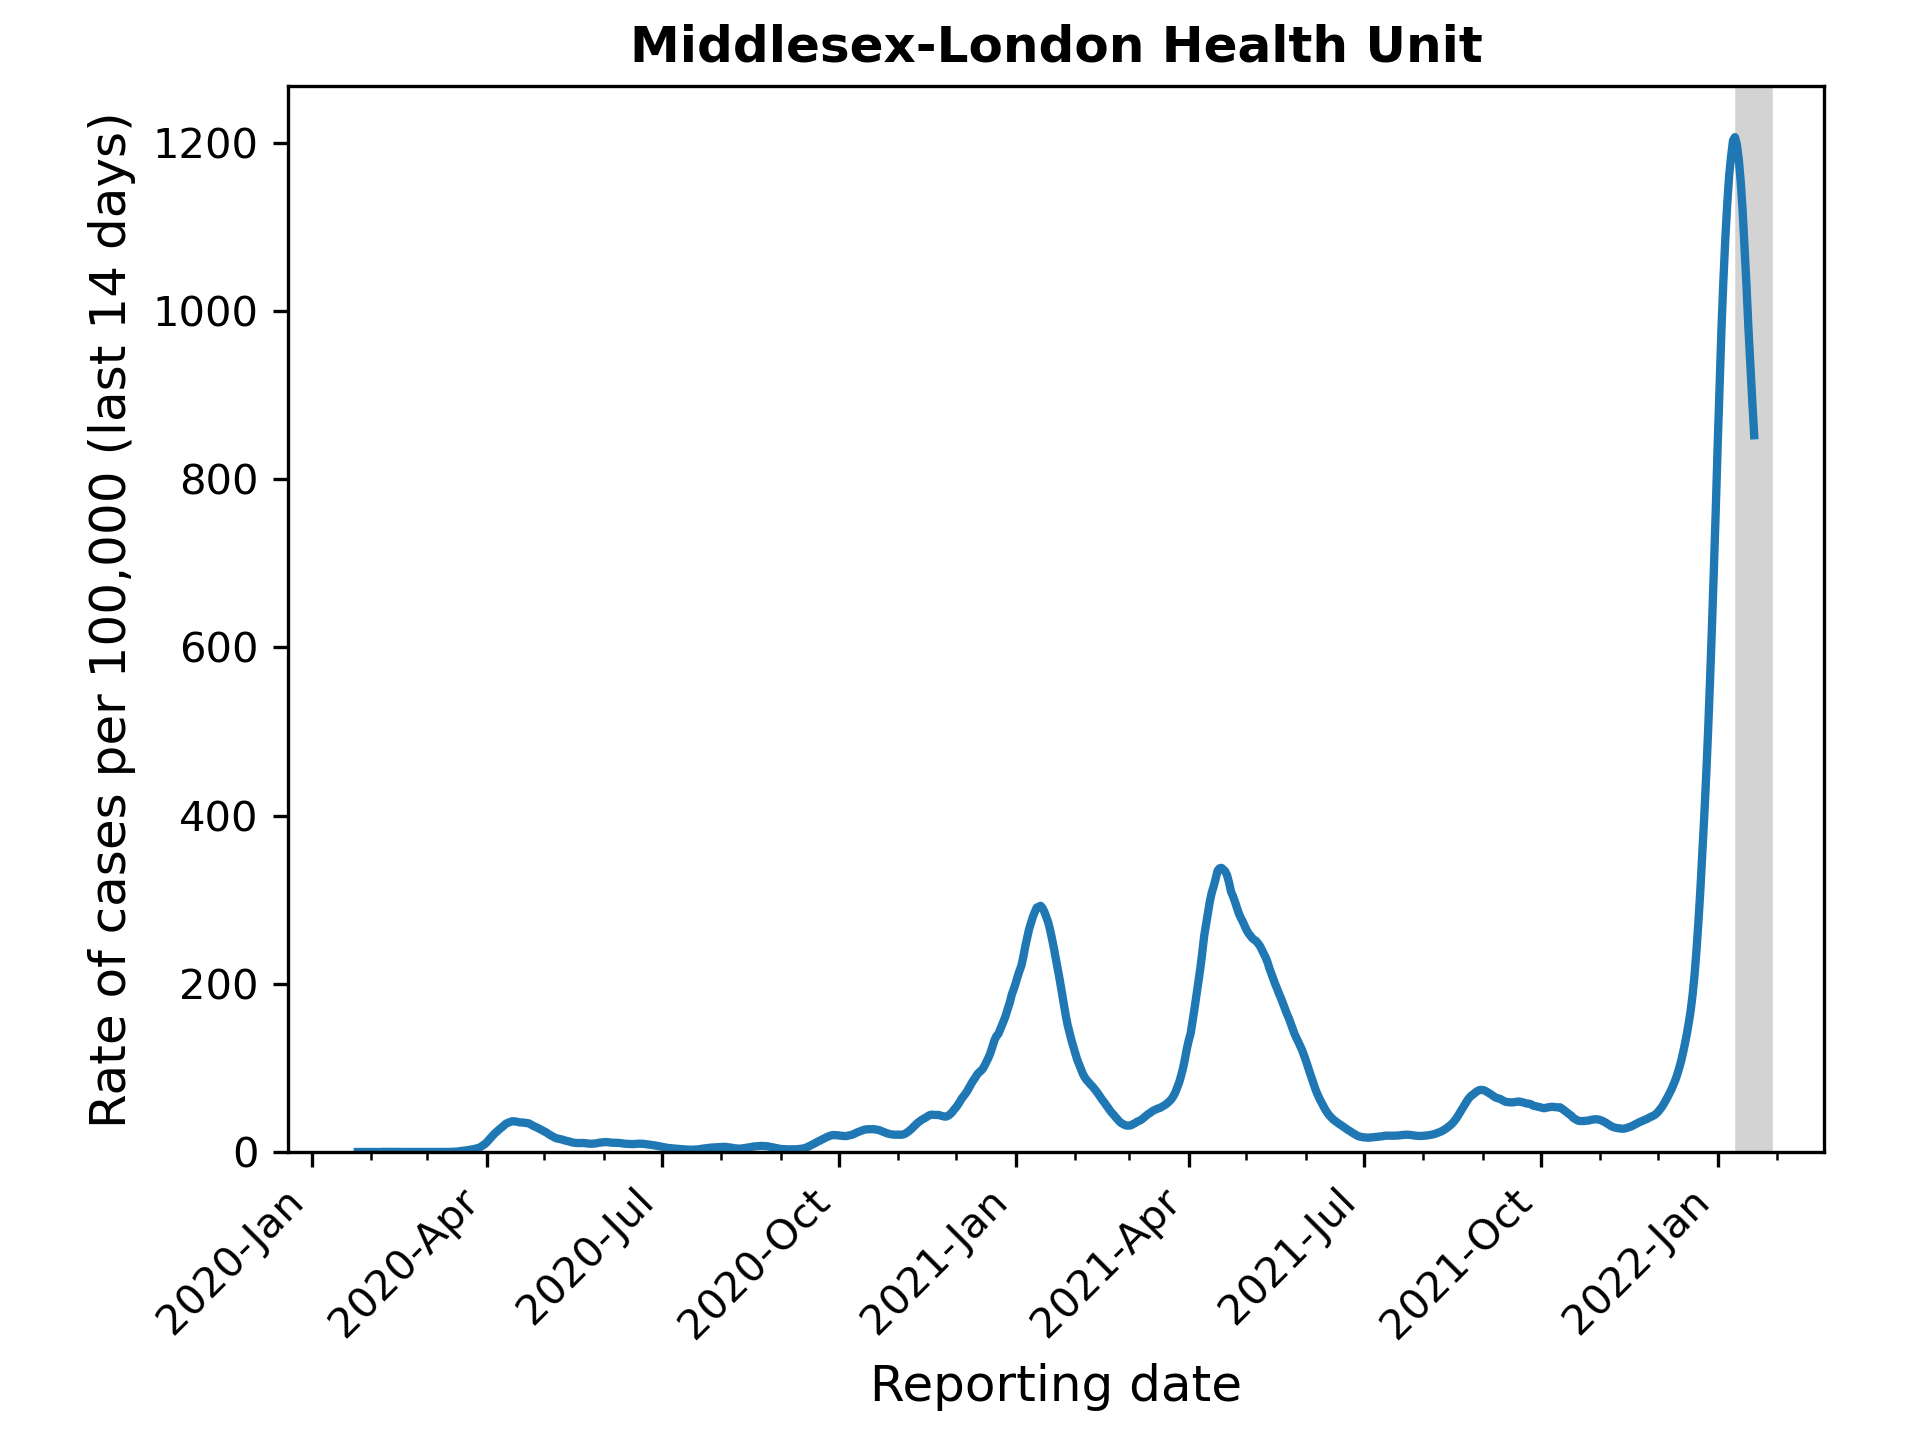 Middlesex-London Health Unit
Rate of cases per 100,000 (last 14 days)
1200
1000
800
600
400
200
0
2020-Jan
2020-Apr
2020-Jul
2020-Oct
2021-Jan
2021-Apr
2021-Jul
2021-Oct
2022-Jan
Reporting date